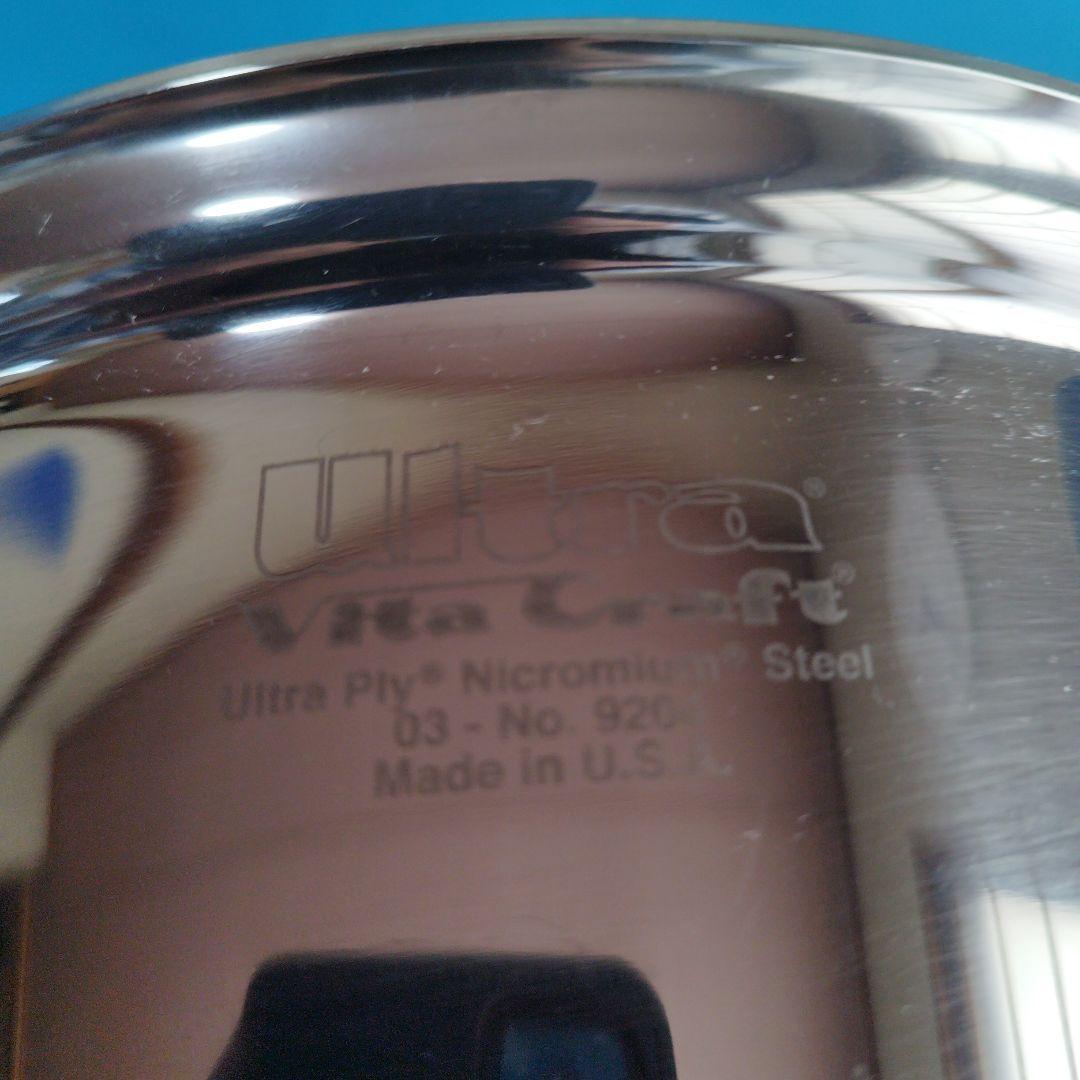 Ultra®
Vita Craft®
Ultra Ply® Nicromium® Steel
03 - No.
Made in U.S.A.